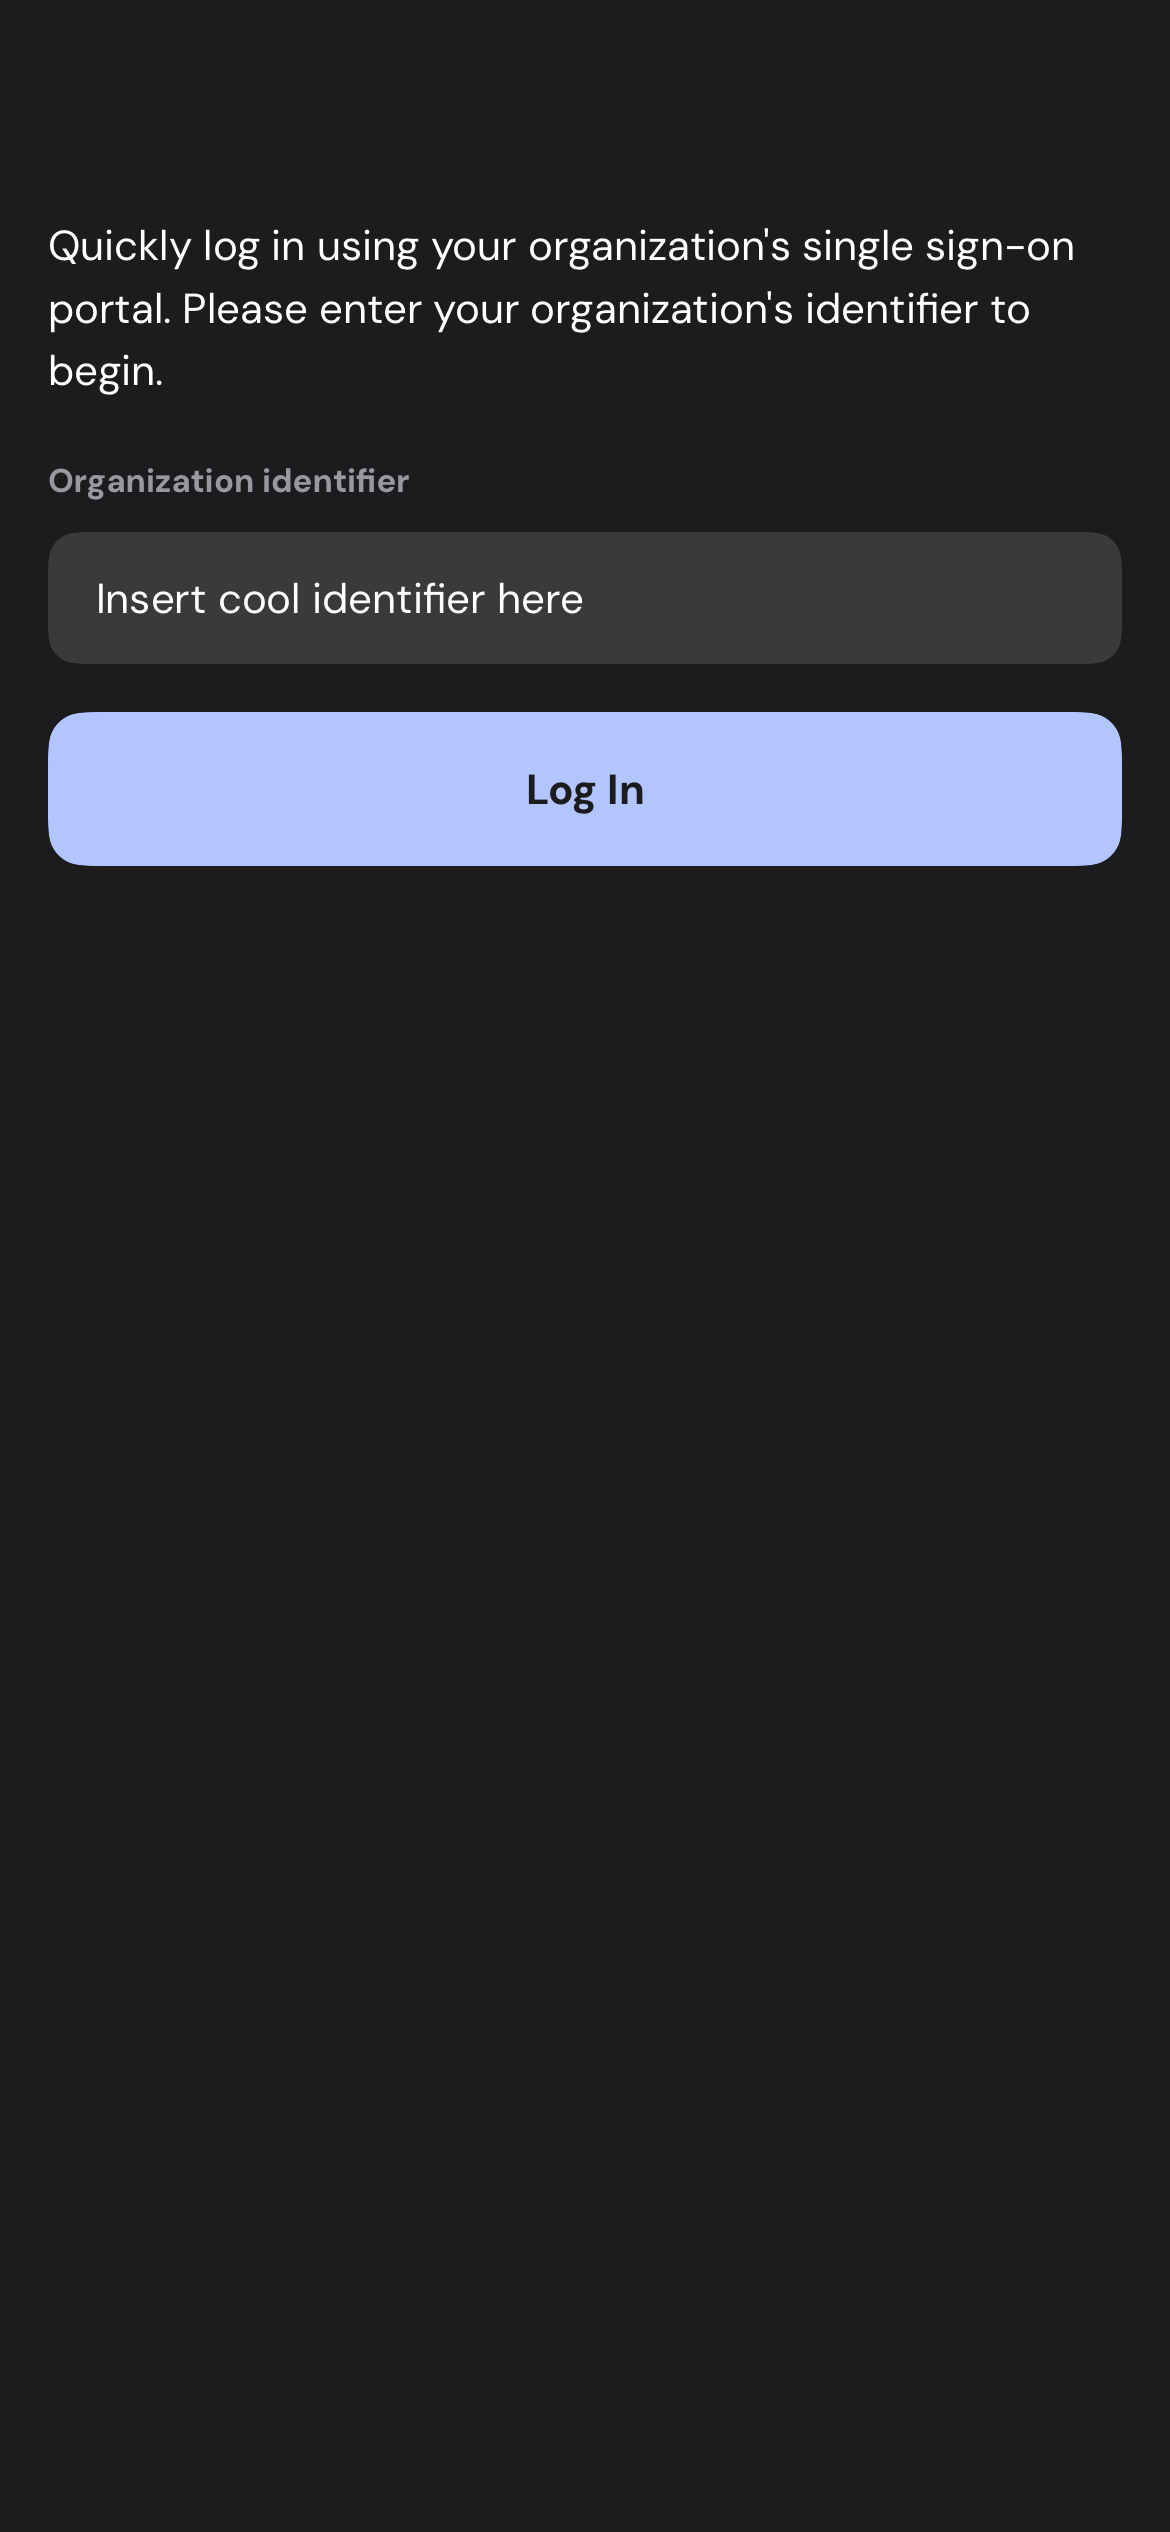 Quickly log in using your organization's single sign-on
portal. Please enter your organization's identifier to
begin.
Organization identifier
Insert cool identifier here
Log In